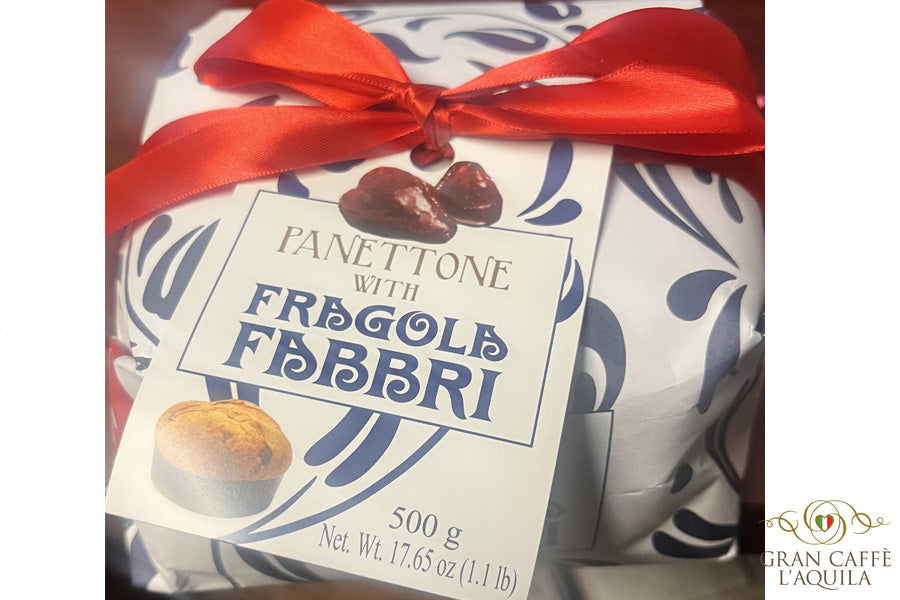 PANETTONE
WITH
FRAGOLA
FABBRI
500 g
Net. Wt. 17.65 oz (1.1 lb)
GRAN CAFFÈ
L'AQUILA